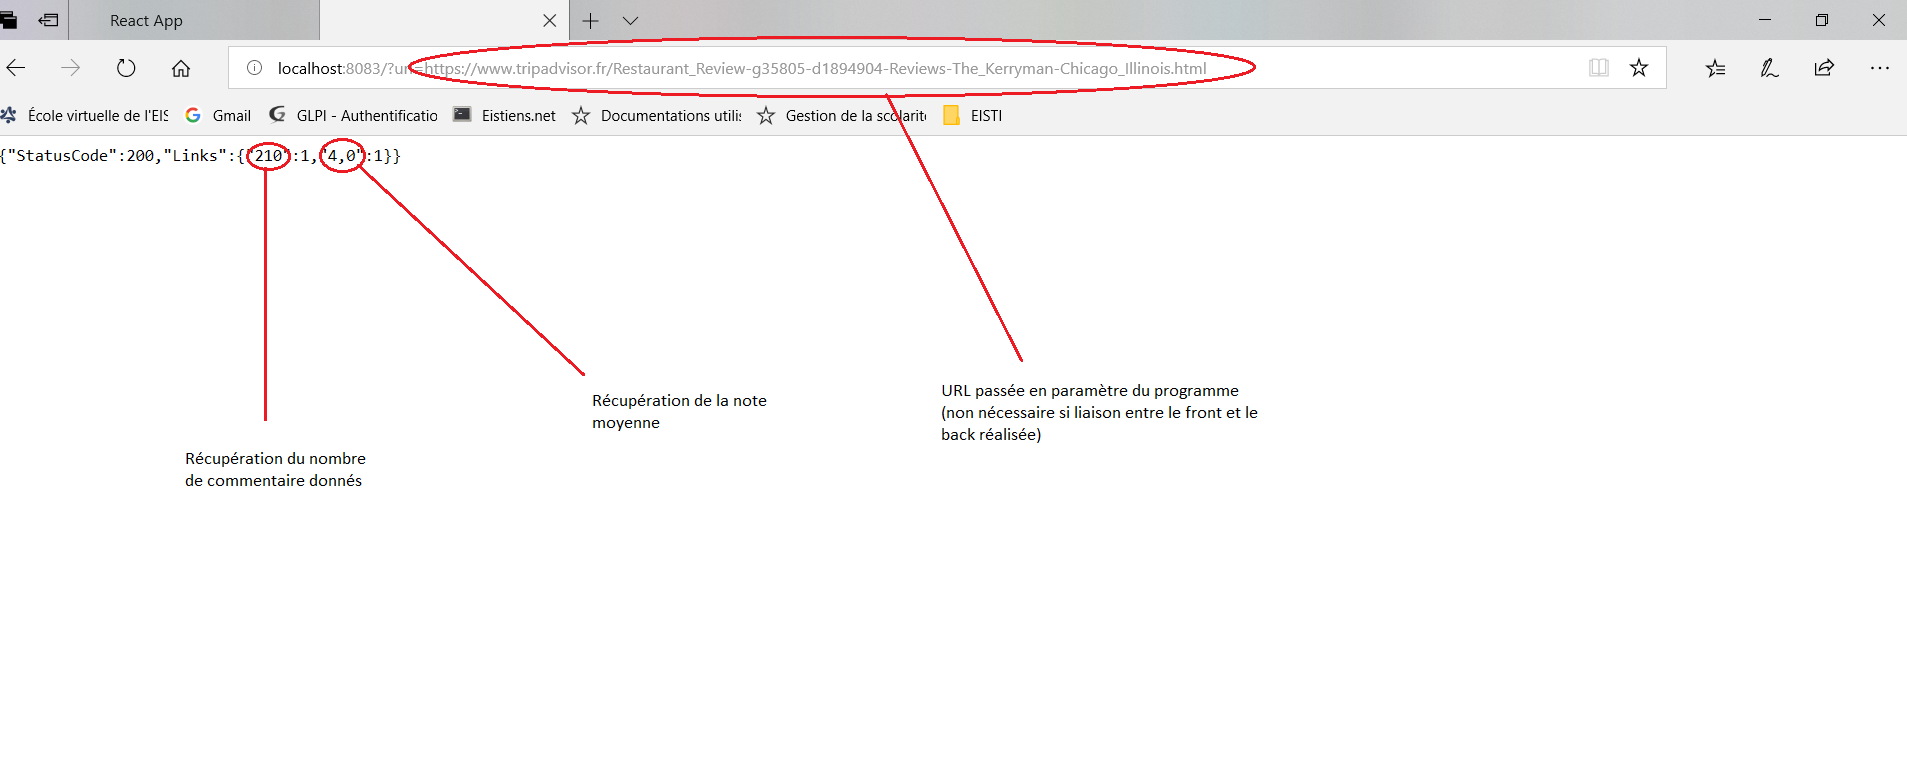 React App
localhost:8083/?url=https://www.tripadvisor.fr/Restaurant_Review-g35805-d1894904-Reviews-The_Kerryman-Chicago_Illinois.html
École virtuelle de l'EIS
Gmail
GLPI - Authentificatio
Eistiens.net
Documentations utilis
Gestion de la scolarité
EISTI
{"StatusCode":200,"Links":{"210":1,"4,0":1}}
URL passée en paramètre du programme
(non nécessaire si liaison entre le front et le
back réalisée)
Récupération de la note
moyenne
Récupération du nombre
de commentaire donnés